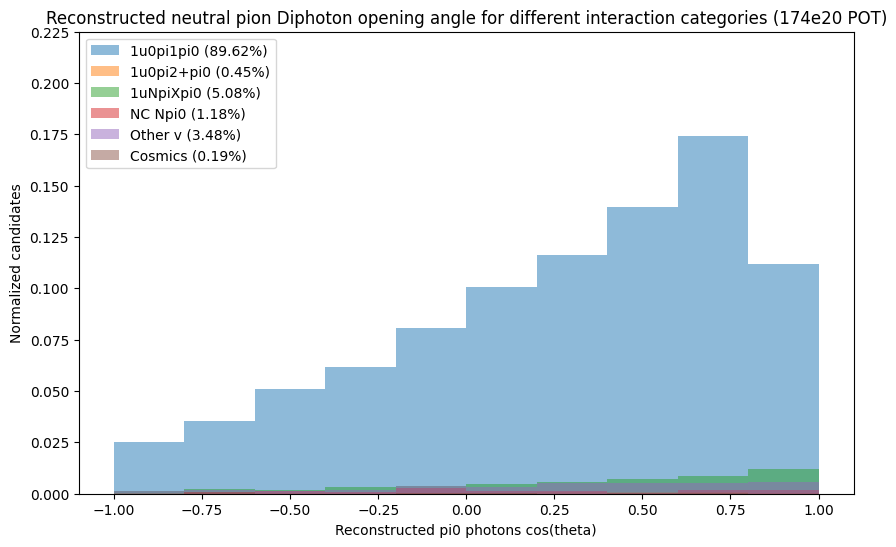 Reconstructed neutral pion Diphoton opening angle for different interaction categories (174e20 POT)
0.225
0.200
0.175
0.150
0.125
0.100
0.075
0.050
0.025
0.000
Normalized candidates
1u0pi1pi0 (89.62%)
1u0pi2+pi0 (0.45%)
1uNpiXpi0 (5.08%)
NC Npi0 (1.18%)
Other v (3.48%)
Cosmics (0.19%)
−1.00 −0.75 −0.50 −0.25 0.00 0.25 0.50 0.75 1.00
Reconstructed pi0 photons cos(theta)